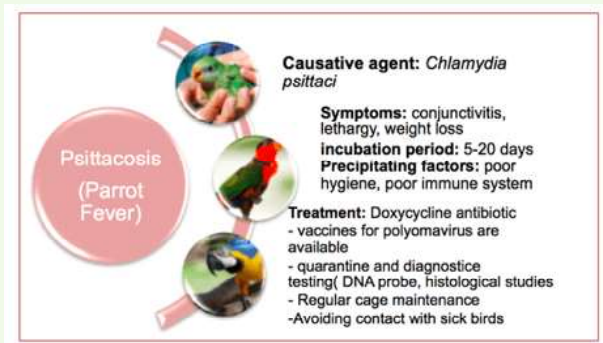 Psittacosis
(Parrot
Fever)
Causative agent: Chlamydia
psittaci
Symptoms: conjunctivitis,
lethargy, weight loss
incubation period: 5-20 days
Precipitating factors: poor
hygiene, poor immune system
Treatment: Doxycycline antibiotic
- vaccines for polyomavirus are
available
- quarantine and diagnostice
testing( DNA probe, histological studies
- Regular cage maintenance
-Avoiding contact with sick birds